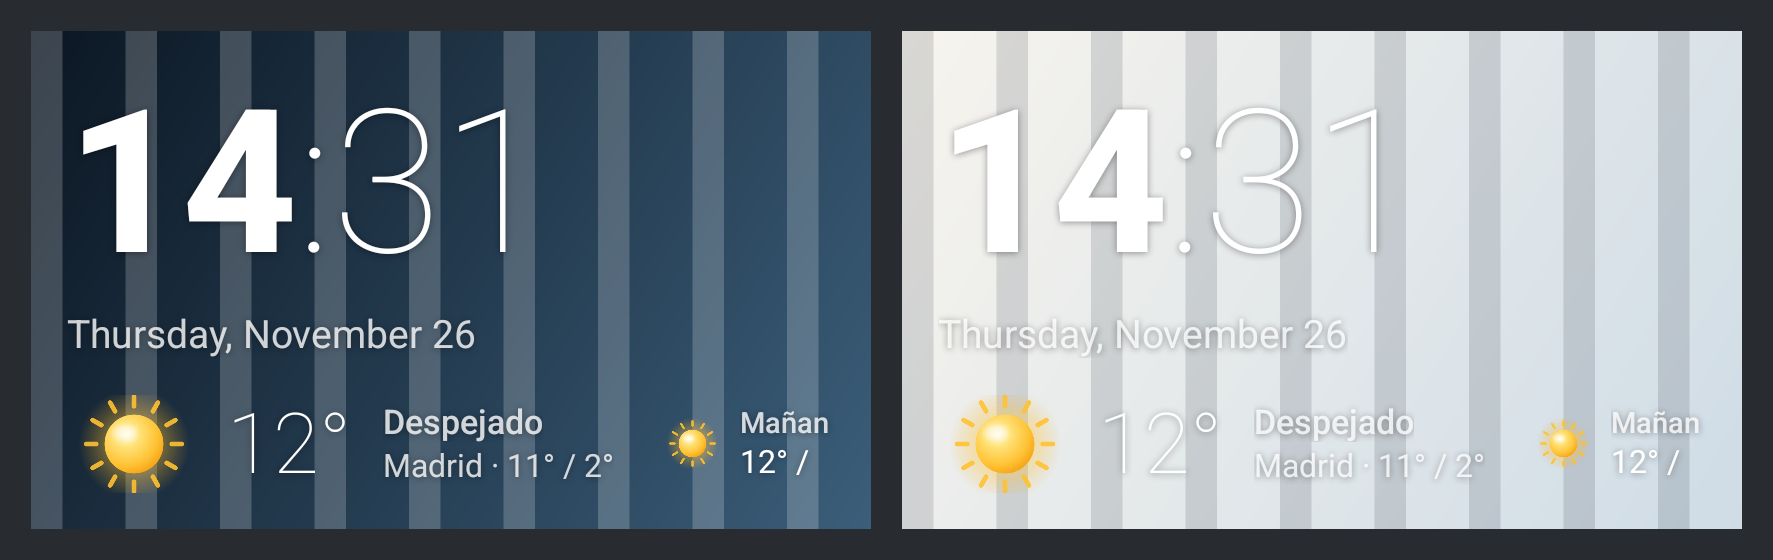 14:31
Thursday, November 26
12°
Despejado
Madrid · 11° / 2°
Mañan
12° /
14:31
Thursday, November 26
12°
Despejado
Madrid · 11° / 2°
Mañan
12° /